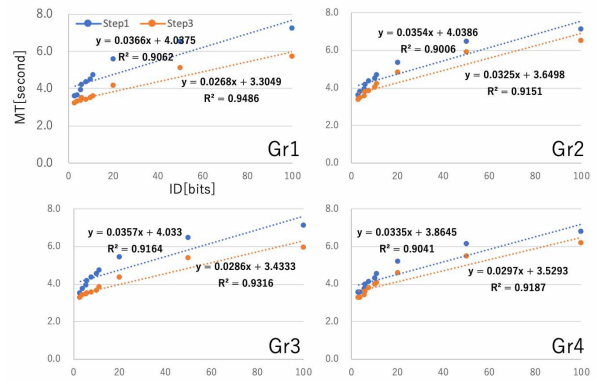 Step1 Step3
8.0
6.0
4.0
2.0
0.0
MT[second]
y = 0.0366x + 4.0875
R² = 0.9062
y = 0.0268x + 3.3049
R² = 0.9486
Gr1
0 20 40 60 80 100
ID[bits]
8.0
6.0
4.0
2.0
0.0
y = 0.0354x + 4.0386
R² = 0.9006
y = 0.0325x + 3.6498
R² = 0.9151
Gr2
0 20 40 60 80 100
8.0
6.0
4.0
2.0
0.0
y = 0.0357x + 4.033
R² = 0.9164
y = 0.0286x + 3.4333
R² = 0.9316
Gr3
0 20 40 60 80 100
8.0
6.0
4.0
2.0
0.0
y = 0.0335x + 3.8645
R² = 0.9041
y = 0.0297x + 3.5293
R² = 0.9187
Gr4
0 20 40 60 80 100